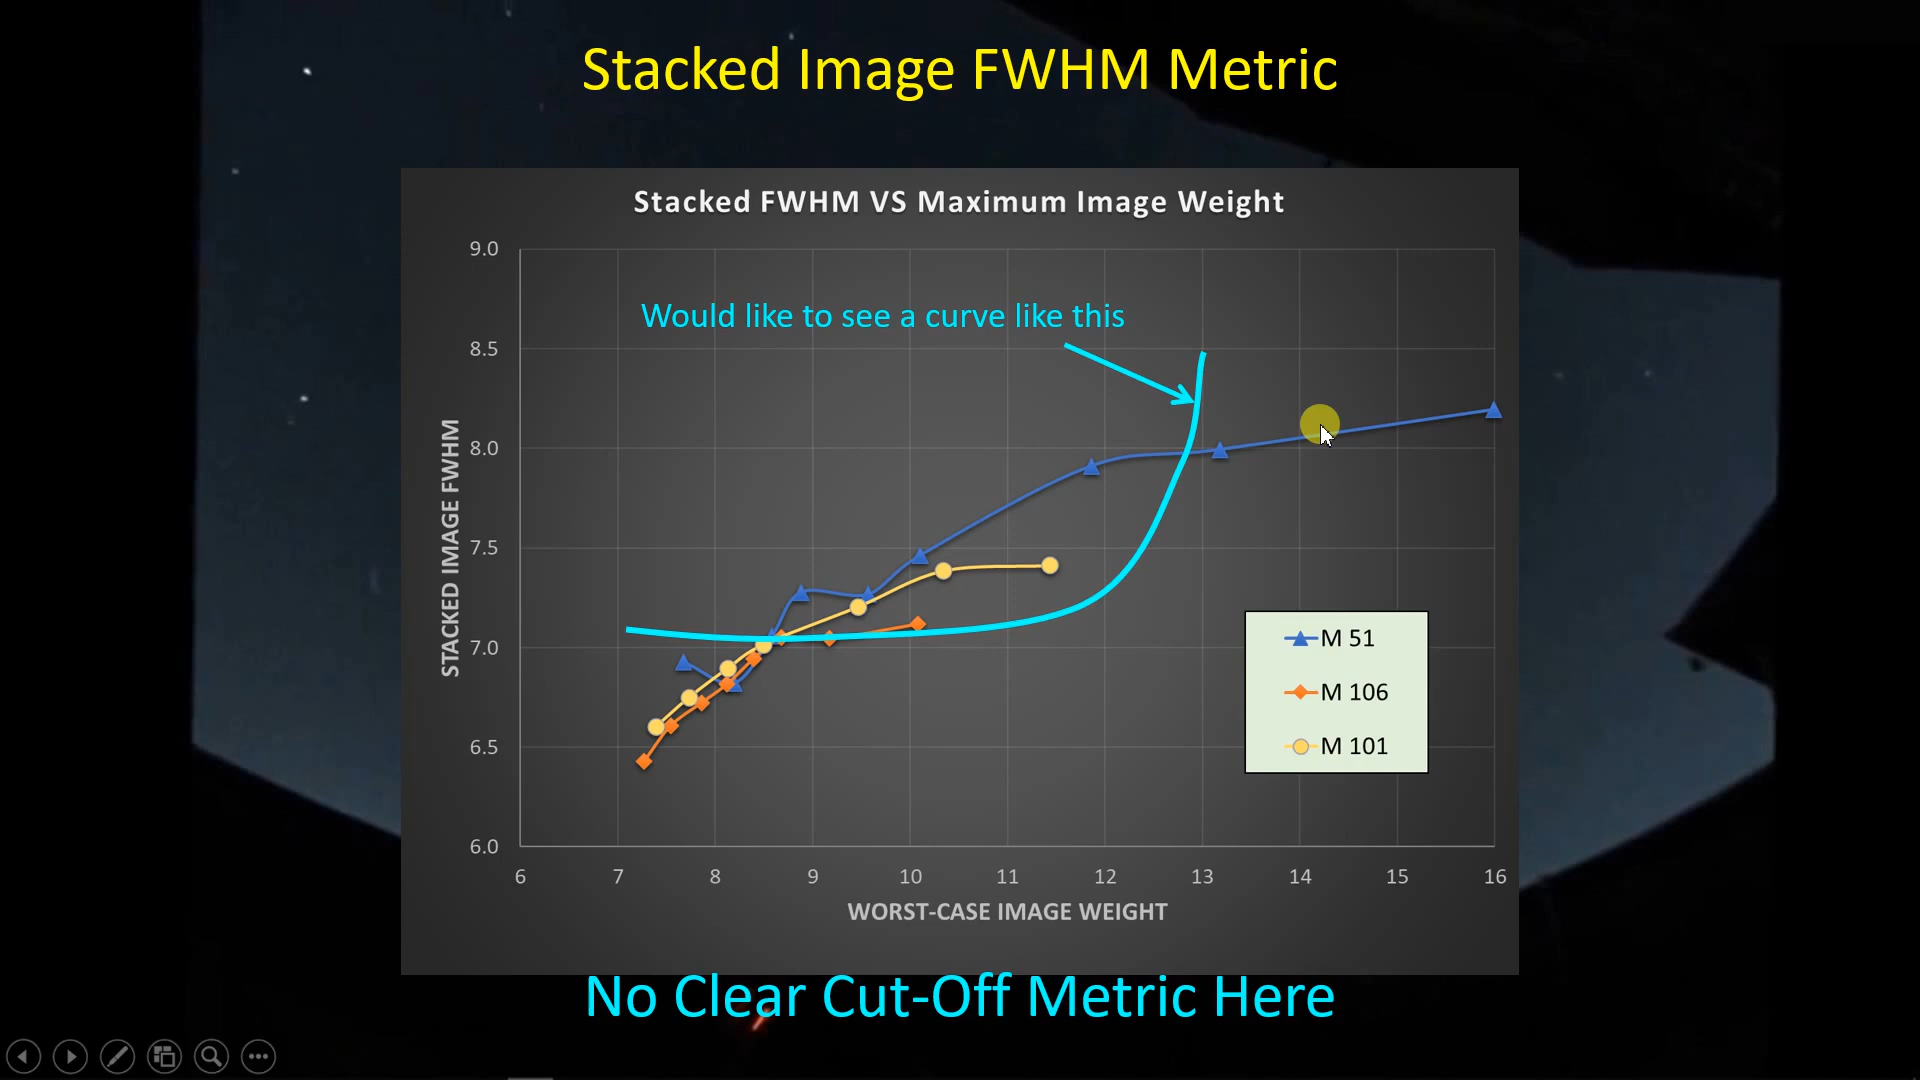 Stacked Image FWHM Metric
Stacked FWHM VS Maximum Image Weight
9.0
Would like to see a curve like this
8.5
8.0
STACKED IMAGE FWHM
7.5
7.0
6.5
6.0
M 51
M 106
M 101
6 7 8 9 10 11 12 13 14 15 16
WORST-CASE IMAGE WEIGHT
No Clear Cut-Off Metric Here